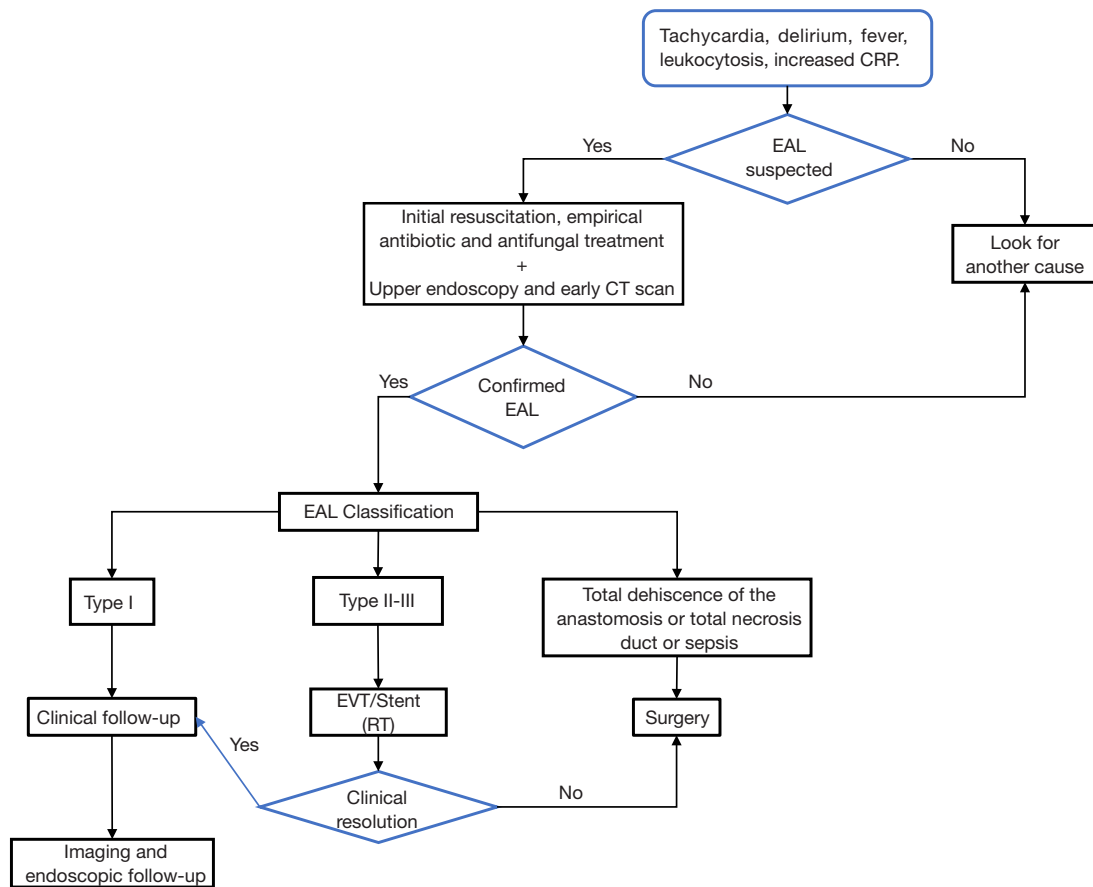 Tachycardia, delirium, fever,
leukocytosis, increased CRP.
EAL
suspected
Yes
No
Initial resuscitation, empirical
antibiotic and antifungal treatment
+
Upper endoscopy and early CT scan
Look for
another cause
Confirmed
EAL
Yes
No
EAL Classification
Type I
Type II-III
Total dehiscence of the
anastomosis or total necrosis
duct or sepsis
Clinical follow-up
EVT/Stent
(RT)
Surgery
Yes
Clinical
resolution
No
Imaging and
endoscopic follow-up